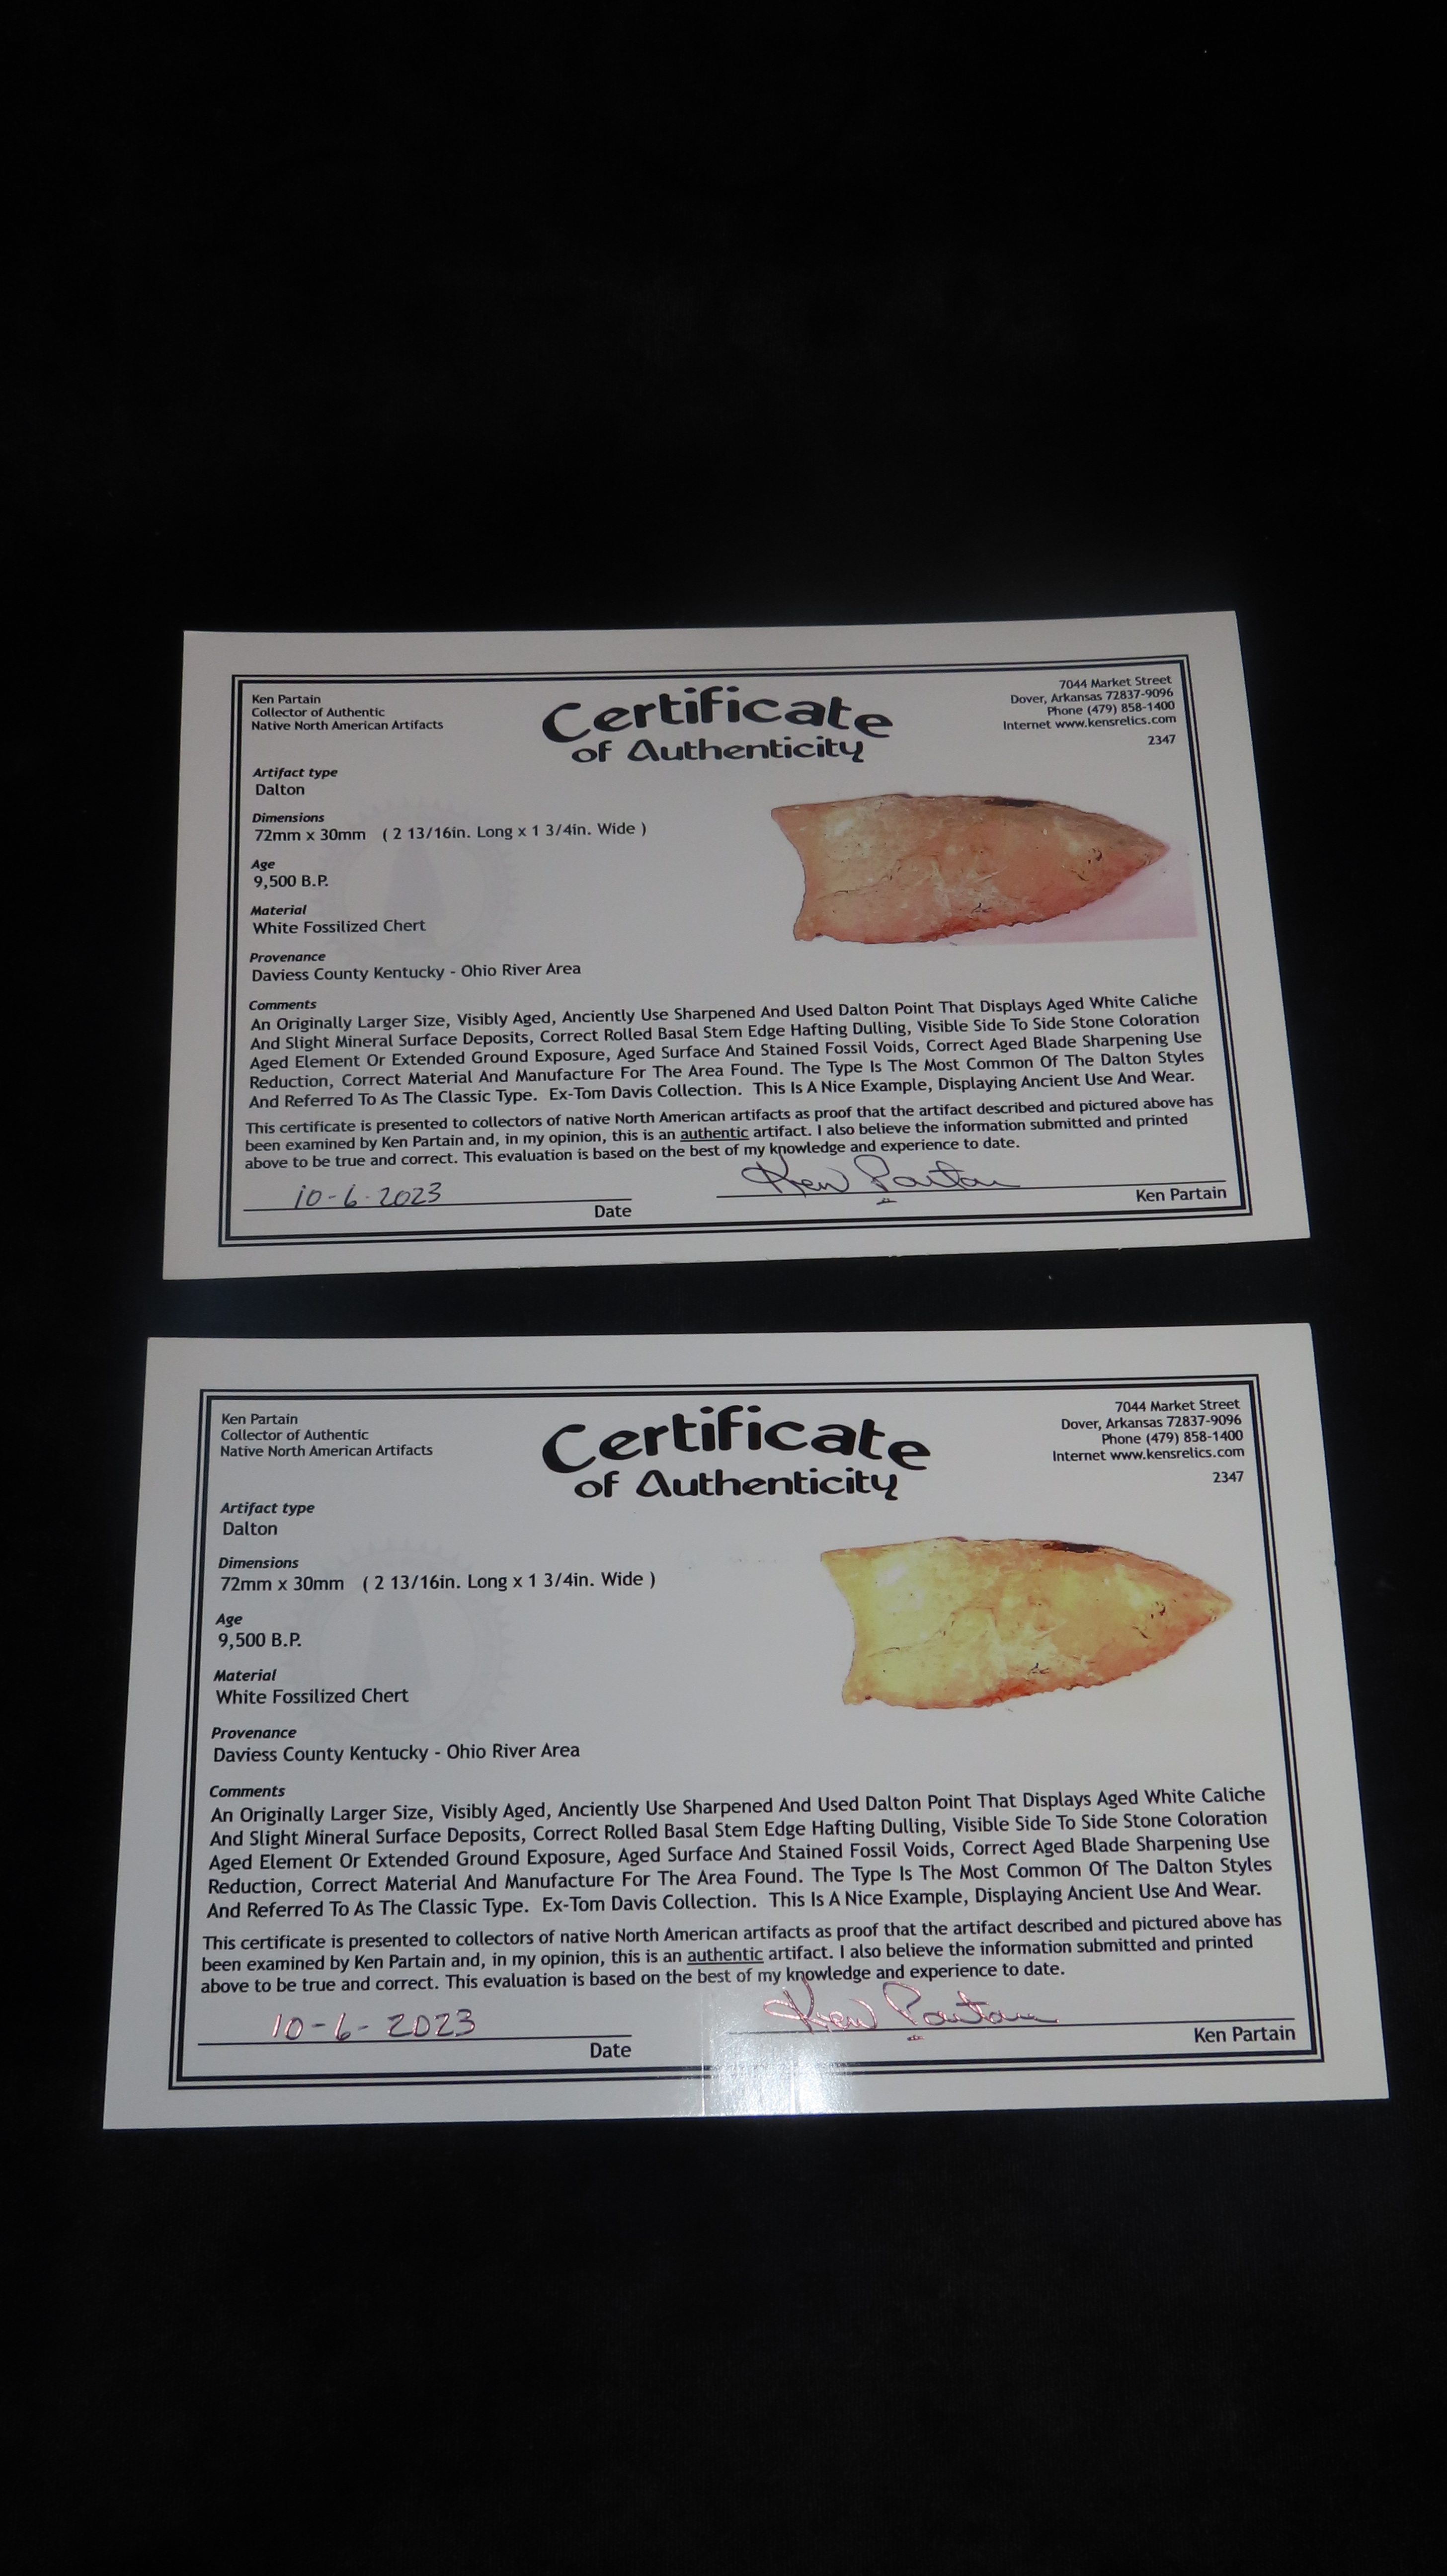 Ken Partain
Collector of Authentic
Native North American Artifacts
Certificate
of Authenticity
7044 Market Street
Dover, Arkansas 72837-9096
Phone (479) 858-1400
Internet www.kensrelics.com
2347
Artifact type
Dalton
Dimensions
72mm x 30mm ( 2 13/16in. Long x 1 3/4in. Wide )
Age
9,500 B.P.
Material
White Fossilized Chert
Provenance
Daviess County Kentucky - Ohio River Area
Comments
An Originally Larger Size, Visibly Aged, Anciently Use Sharpened And Used Dalton Point That Displays Aged White Caliche
And Slight Mineral Surface Deposits, Correct Rolled Basal Stem Edge Hafting Dulling, Visible Side To Side Stone Coloration
Aged Element Or Extended Ground Exposure, Aged Surface And Stained Fossil Voids, Correct Aged Blade Sharpening Use
Reduction, Correct Material And Manufacture For The Area Found. The Type Is The Most Common Of The Dalton Styles
And Referred To As The Classic Type. Ex-Tom Davis Collection. This Is A Nice Example, Displaying Ancient Use And Wear.
This certificate is presented to collectors of native North American artifacts as proof that the artifact described and pictured above has
been examined by Ken Partain and, in my opinion, this is an authentic artifact. I also believe the information submitted and printed
above to be true and correct. This evaluation is based on the best of my knowledge and experience to date.
10-6-2023
Ken Partain
Date
Ken Partain
Ken Partain
Collector of Authentic
Native North American Artifacts
Certificate
of Authenticity
7044 Market Street
Dover, Arkansas 72837-9096
Phone (479) 858-1400
Internet www.kensrelics.com
2347
Artifact type
Dalton
Dimensions
72mm x 30mm ( 2 13/16in. Long x 1 3/4in. Wide )
Age
9,500 B.P.
Material
White Fossilized Chert
Provenance
Daviess County Kentucky - Ohio River Area
Comments
An Originally Larger Size, Visibly Aged, Anciently Use Sharpened And Used Dalton Point That Displays Aged White Caliche
And Slight Mineral Surface Deposits, Correct Rolled Basal Stem Edge Hafting Dulling, Visible Side To Side Stone Coloration
Aged Element Or Extended Ground Exposure, Aged Surface And Stained Fossil Voids, Correct Aged Blade Sharpening Use
Reduction, Correct Material And Manufacture For The Area Found. The Type Is The Most Common Of The Dalton Styles
And Referred To As The Classic Type. Ex-Tom Davis Collection. This Is A Nice Example, Displaying Ancient Use And Wear.
This certificate is presented to collectors of native North American artifacts as proof that the artifact described and pictured above has
been examined by Ken Partain and, in my opinion, this is an authentic artifact. I also believe the information submitted and printed
above to be true and correct. This evaluation is based on the best of my knowledge and experience to date.
10-6-2023
Ken Partain
Date
Ken Partain